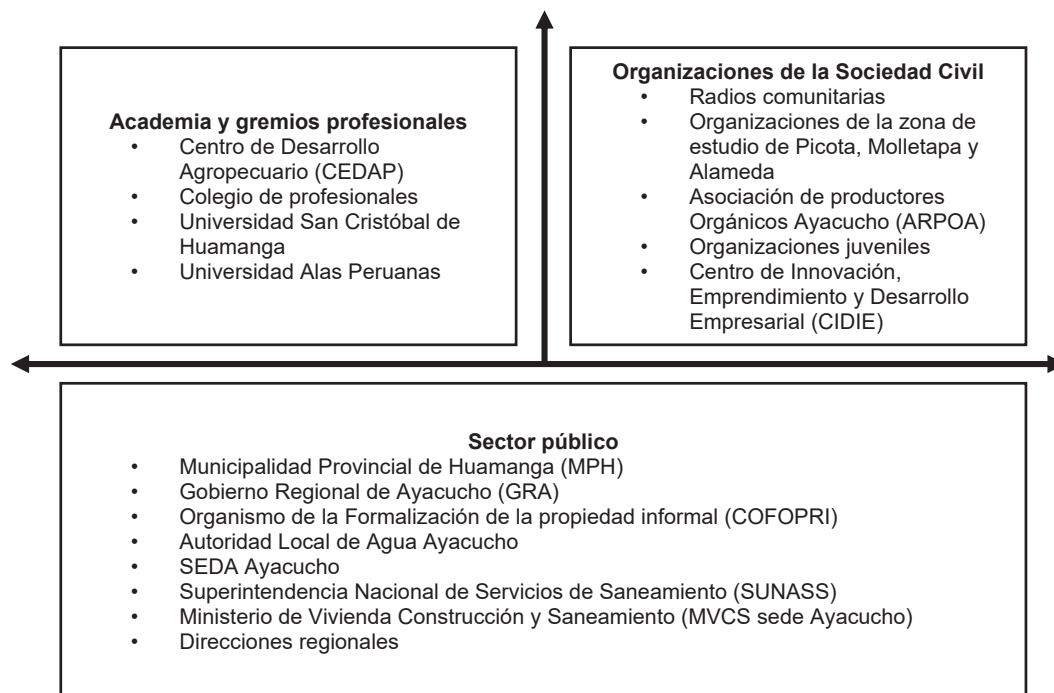 Academia y gremios profesionales
• Centro de Desarrollo
Agropecuario (CEDAP)
• Colegio de profesionales
• Universidad San Cristóbal de
Huamanga
• Universidad Alas Peruanas
Organizaciones de la Sociedad Civil
• Radios comunitarias
• Organizaciones de la zona de
estudio de Picota, Molletapa y
Alameda
• Asociación de productores
Orgánicos Ayacucho (ARPOA)
• Organizaciones juveniles
• Centro de Innovación,
Emprendimiento y Desarrollo
Empresarial (CIDIE)
Sector público
• Municipalidad Provincial de Huamanga (MPH)
• Gobierno Regional de Ayacucho (GRA)
• Organismo de la Formalización de la propiedad informal (COFOPRI)
• Autoridad Local de Agua Ayacucho
• SEDA Ayacucho
• Superintendencia Nacional de Servicios de Saneamiento (SUNASS)
• Ministerio de Vivienda Construcción y Saneamiento (MVCS sede Ayacucho)
• Direcciones regionales